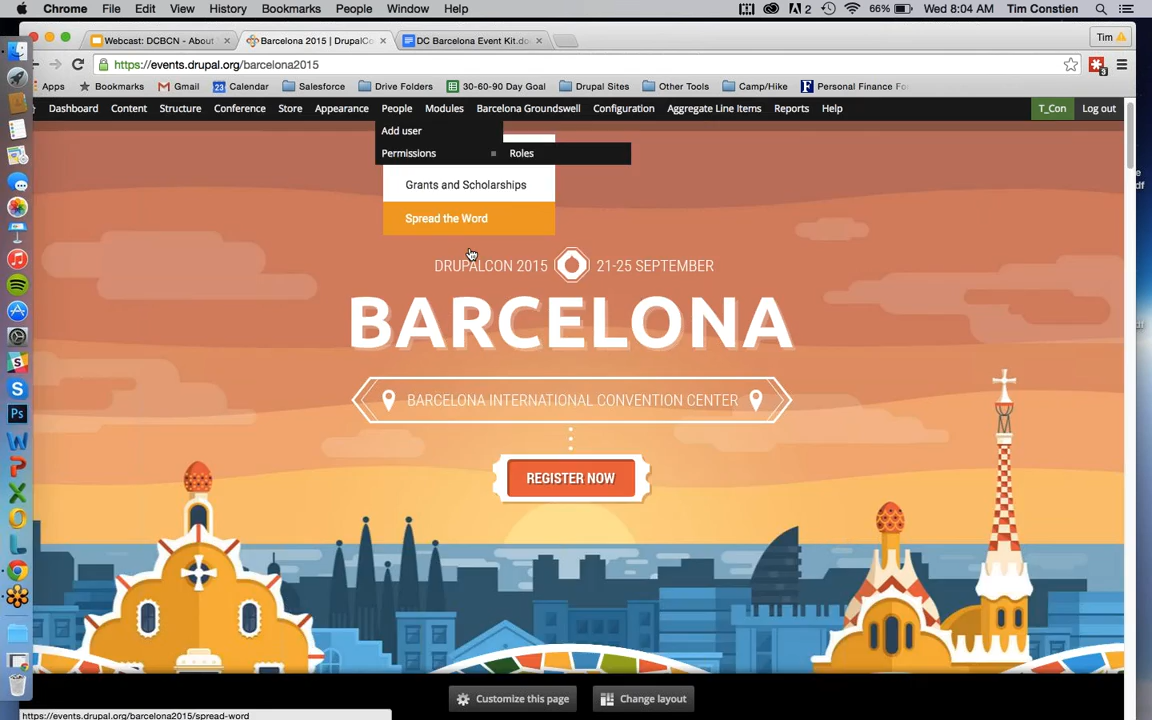 Chrome File Edit View History Bookmarks People Window Help 2 66% Wed 8:04 AM Tim Constien
Webcast: DCBCN - About × Barcelona 2015 | DrupalCo × DC Barcelona Event Kit.doc × Tim
https://events.drupal.org/barcelona2015
Apps Bookmarks Gmail 23 Calendar Salesforce Drive Folders 30-60-90 Day Goal Drupal Sites Other Tools Camp/Hike Personal Finance Fo 3
Dashboard Content Structure Conference Store Appearance People Modules Barcelona Groundswell Configuration Aggregate Line Items Reports Help T_Con Log out
Add user
Permissions Roles
Grants and Scholarships
Spread the Word
DRUPALCON 2015 21-25 SEPTEMBER
BARCELONA
BARCELONA INTERNATIONAL CONVENTION CENTER
REGISTER NOW
Customize this page Change layout
https://events.drupal.org/barcelona2015/spread-word